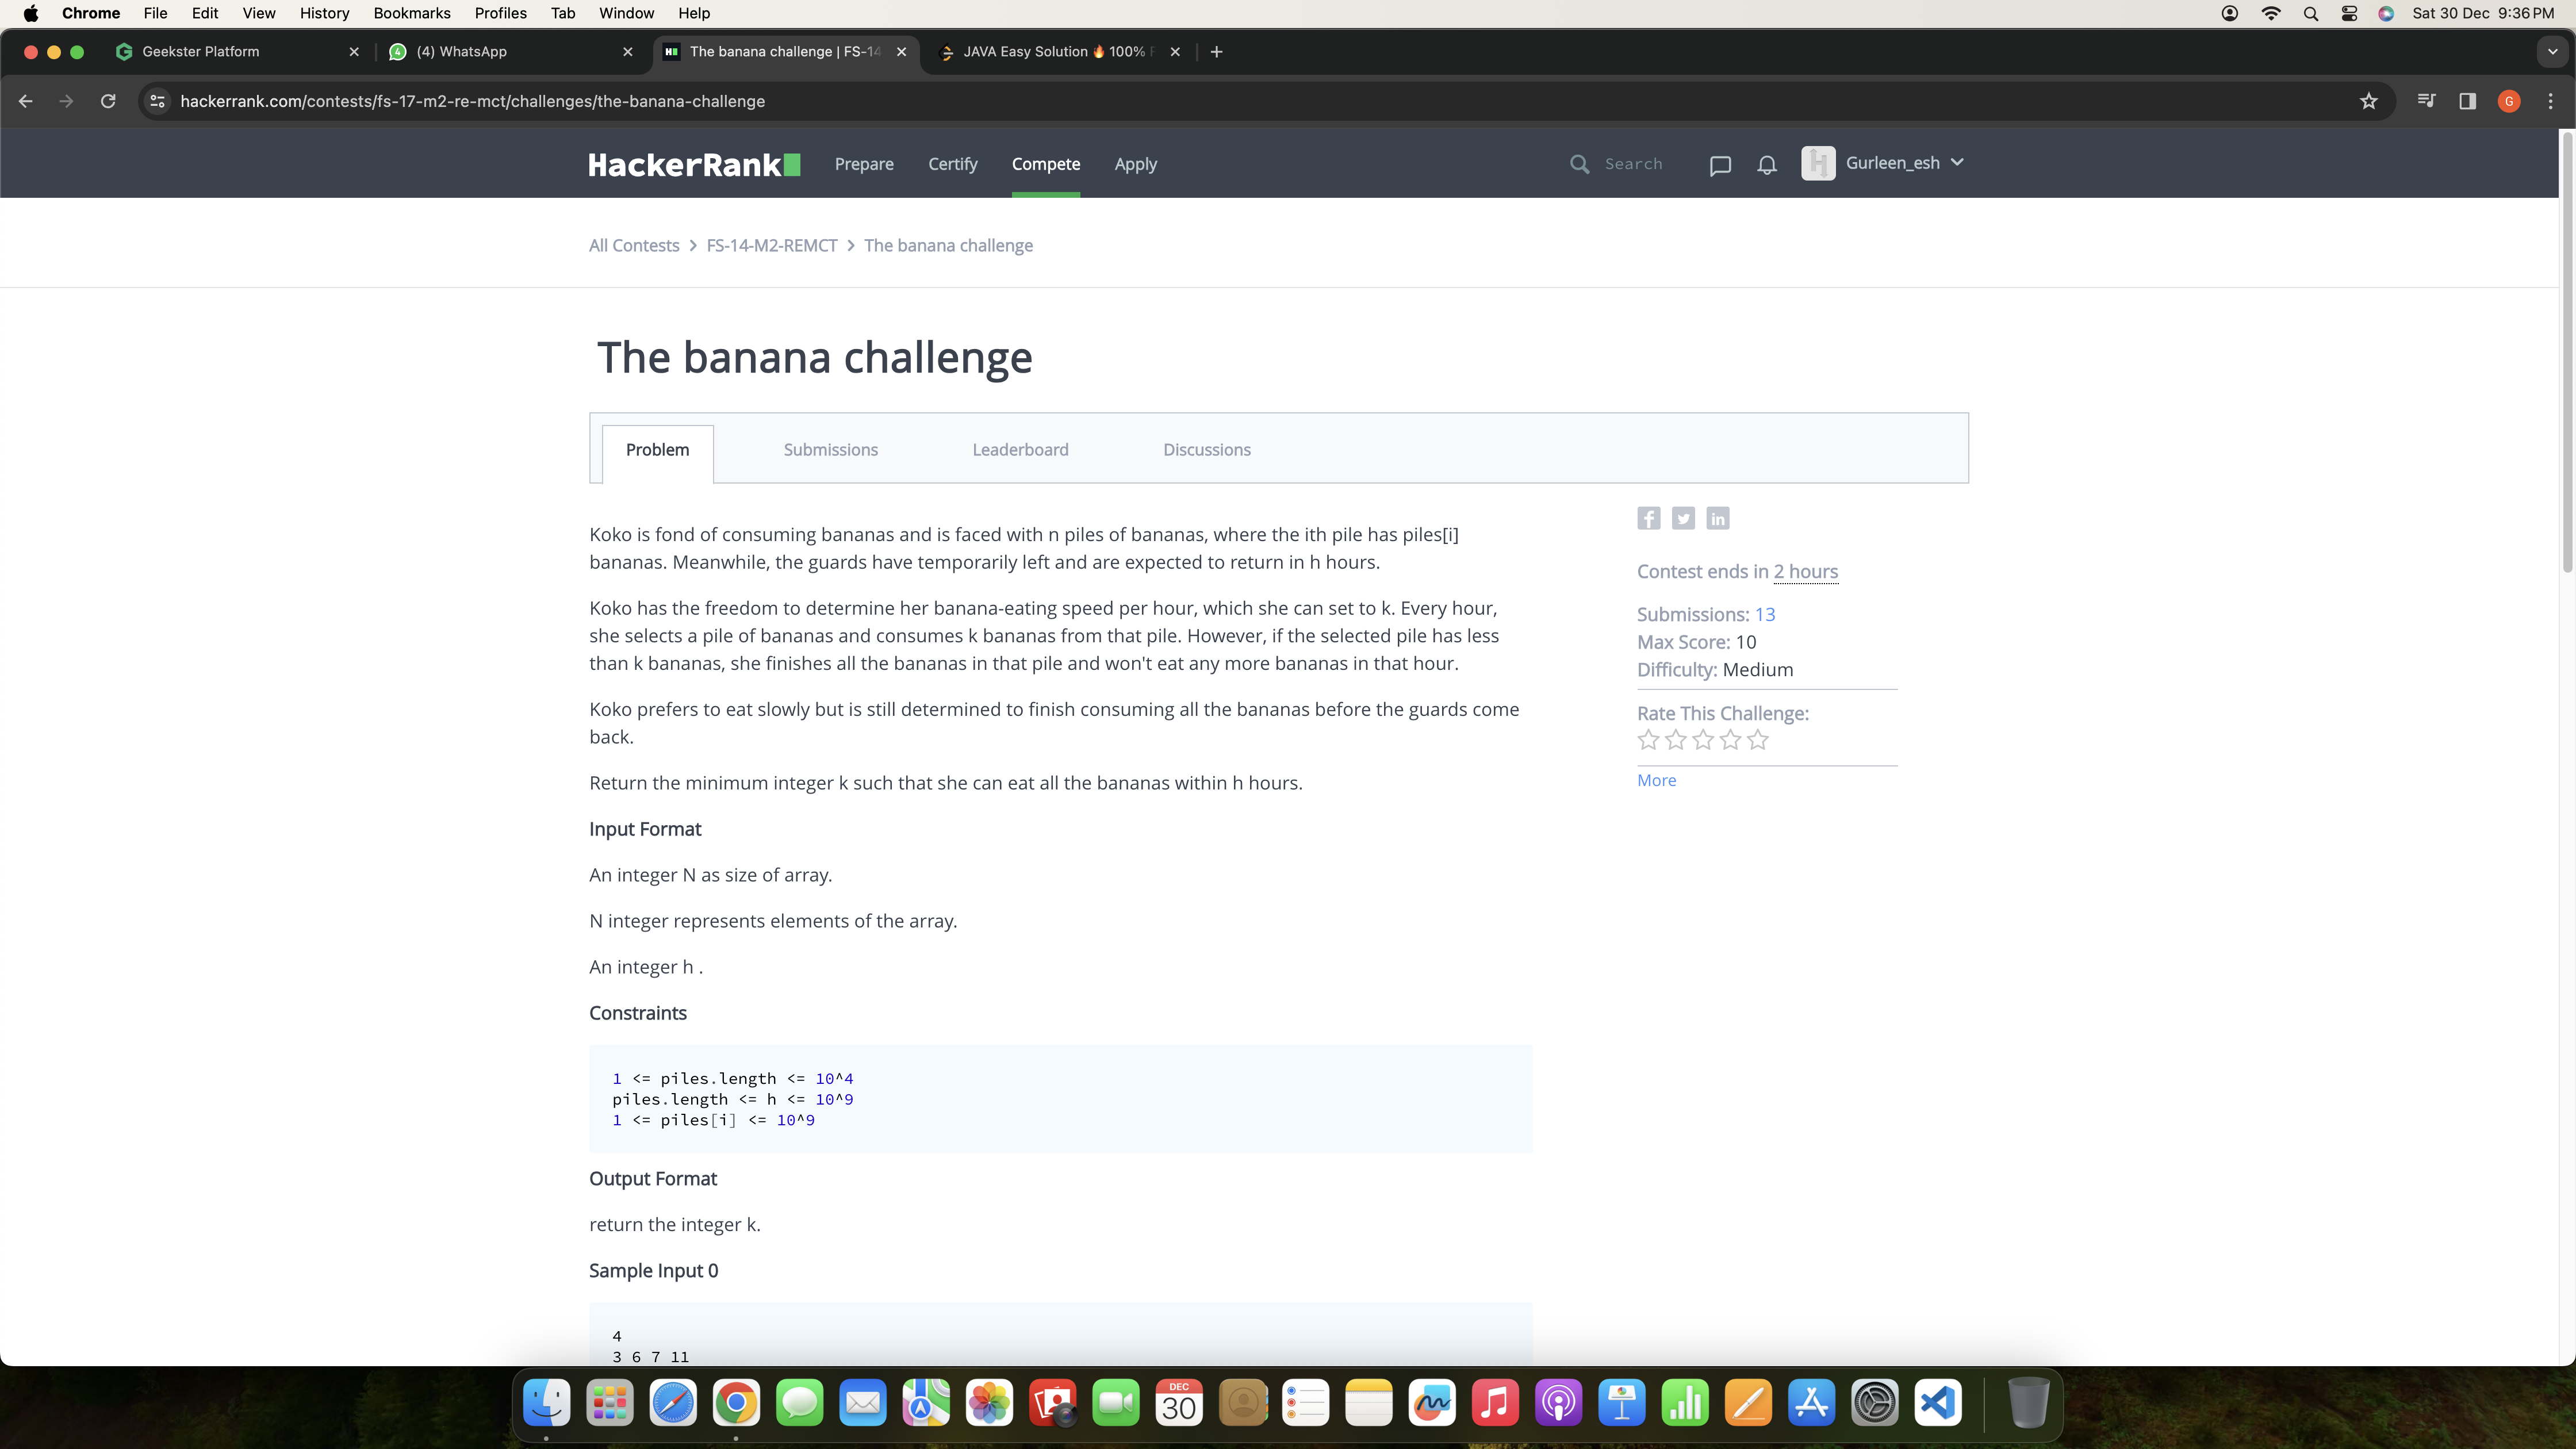 Chrome File Edit View History Bookmarks Profiles Tab Window Help Sat 30 Dec 9:36 PM
Geekster Platform (4) WhatsApp The banana challenge | FS-14 JAVA Easy Solution 🔥 100%
hackerrank.com/contests/fs-17-m2-re-mct/challenges/the-banana-challenge G
HackerRank Prepare Certify Compete Apply Search Gurleen_esh
All Contests > FS-14-M2-REMCT > The banana challenge
The banana challenge
Problem Submissions Leaderboard Discussions
Koko is fond of consuming bananas and is faced with n piles of bananas, where the ith pile has piles[i]
bananas. Meanwhile, the guards have temporarily left and are expected to return in h hours.
Koko has the freedom to determine her banana-eating speed per hour, which she can set to k. Every hour,
she selects a pile of bananas and consumes k bananas from that pile. However, if the selected pile has less
than k bananas, she finishes all the bananas in that pile and won't eat any more bananas in that hour.
Koko prefers to eat slowly but is still determined to finish consuming all the bananas before the guards come
back.
Return the minimum integer k such that she can eat all the bananas within h hours.
Input Format
An integer N as size of array.
N integer represents elements of the array.
An integer h .
Constraints
1 <= piles.length <= 10^4
piles.length <= h <= 10^9
1 <= piles[i] <= 10^9
Output Format
return the integer k.
Sample Input 0
4
3 6 7 11
Contest ends in 2 hours
Submissions: 13
Max Score: 10
Difficulty: Medium
Rate This Challenge:
More
DEC
30